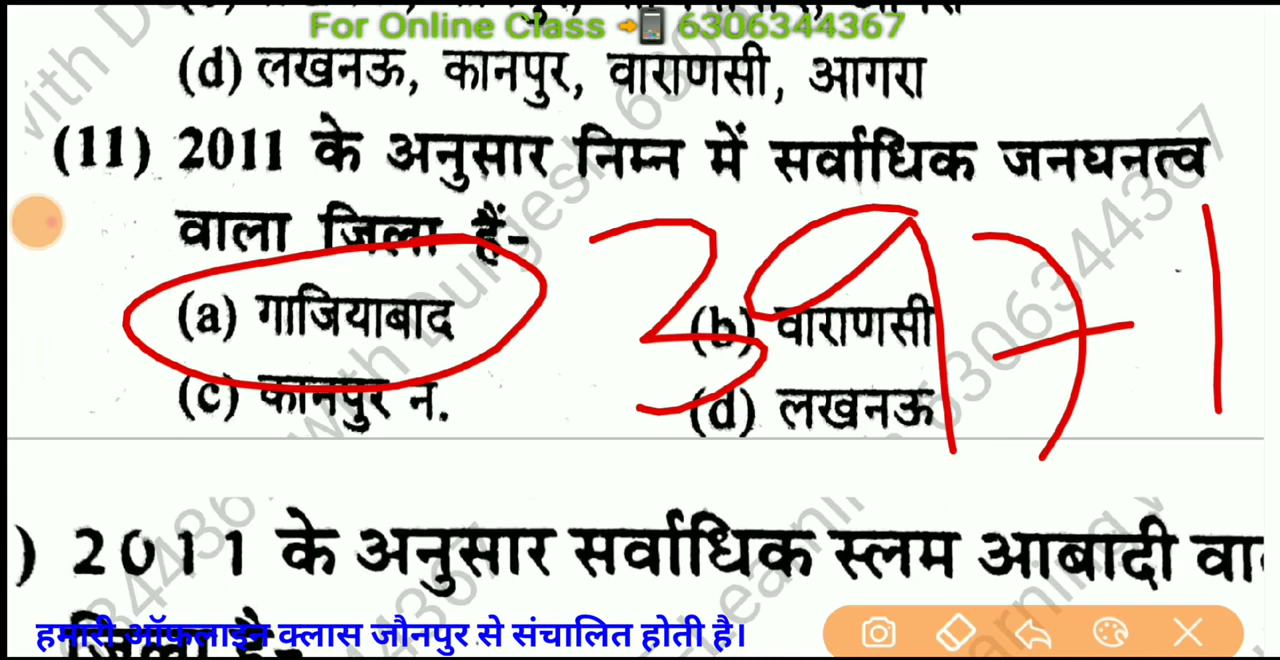 For Online Class 6306344367
(d) लखनऊ, कानपुर, वाराणसी, आगरा
(11) 2011 के अनुसार निम्न में सर्वाधिक जनघनत्व
वाला जिला हैं-
(a) गाजियाबाद (b) वाराणसी
(c) कानपुर न. (d) लखनऊ
3971
) 2011 के अनुसार सर्वाधिक स्लम आबादी
हमारी ऑफलाइन क्लास जौनपुर से संचालित होती है।